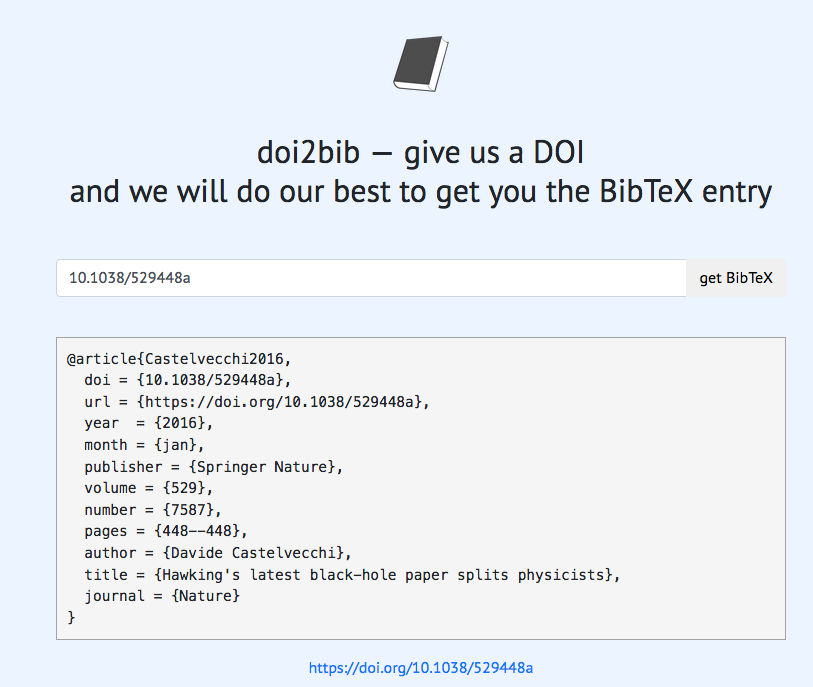 doi2bib — give us a DOI
and we will do our best to get you the BibTeX entry
10.1038/529448a
get BibTeX
@article{Castelvecchi2016,
  doi = {10.1038/529448a},
  url = {https://doi.org/10.1038/529448a},
  year  = {2016},
  month = {jan},
  publisher = {Springer Nature},
  volume = {529},
  number = {7587},
  pages = {448--448},
  author = {Davide Castelvecchi},
  title = {Hawking's latest black-hole paper splits physicists},
  journal = {Nature}
}
https://doi.org/10.1038/529448a